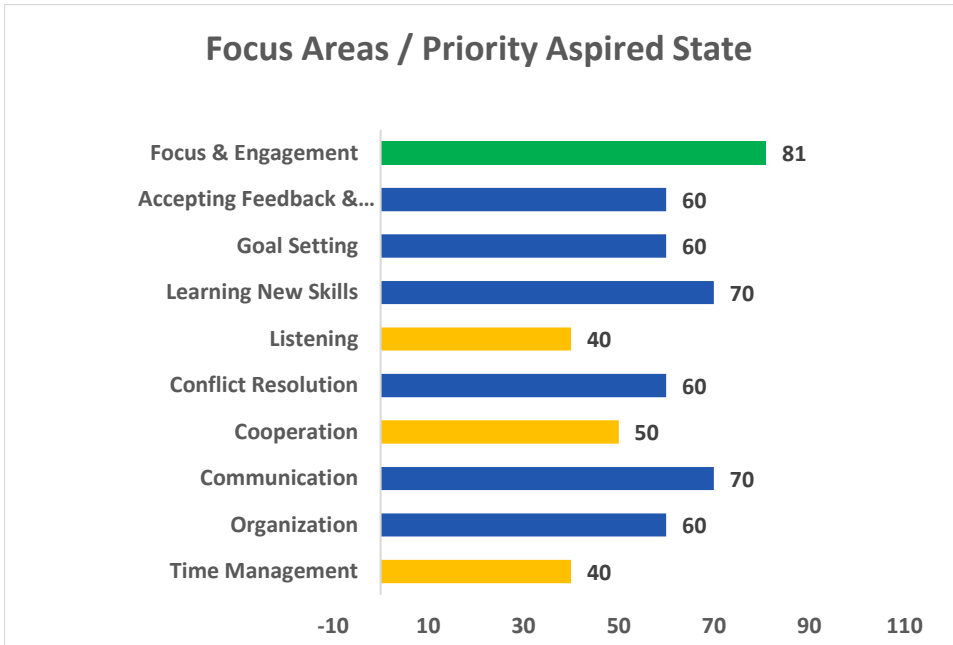 Focus Areas / Priority Aspired State
Focus & Engagement 81
Accepting Feedback &... 60
Goal Setting 60
Learning New Skills 70
Listening 40
Conflict Resolution 60
Cooperation 50
Communication 70
Organization 60
Time Management 40
-10 10 30 50 70 90 110